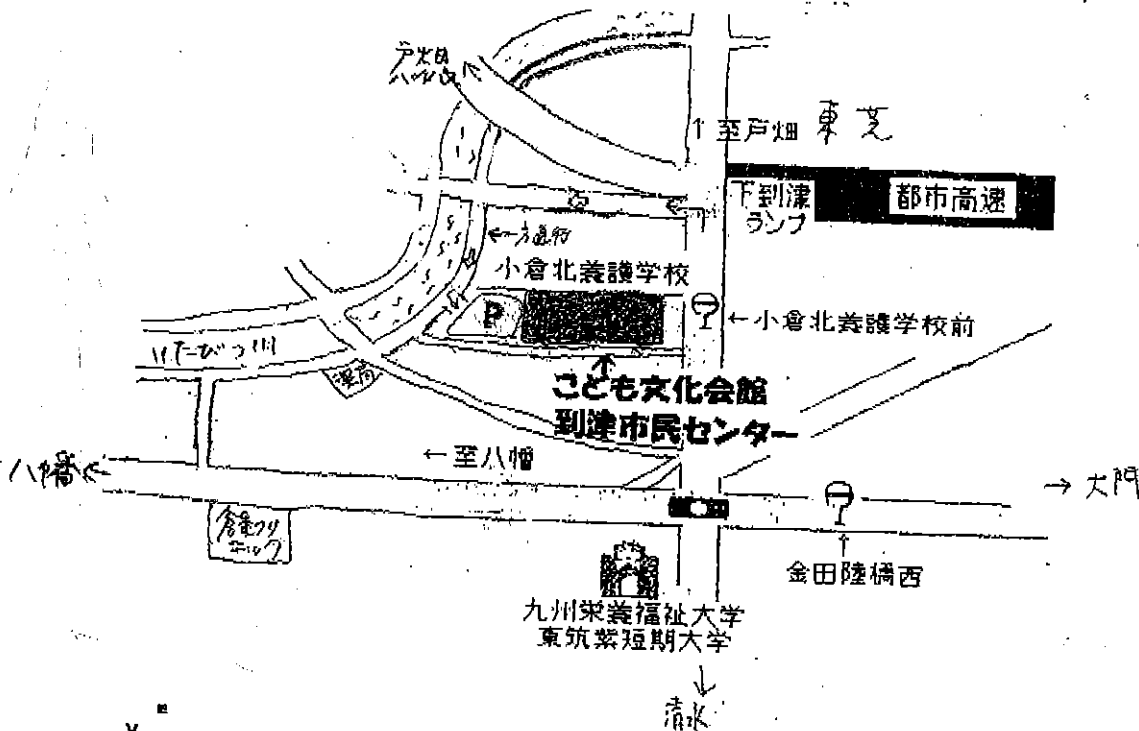 戸畑
バイパス
↑ 至戸畑 東芝
下到津
ランプ
都市高速
←一方通行
小倉北養護学校
P
←小倉北養護学校前
いたびつ川
こども文化会館
到津市民センター
←至八幡
八幡←
→ 大門
金田陸橋西
九州栄養福祉大学
東筑紫短期大学
↓
清水